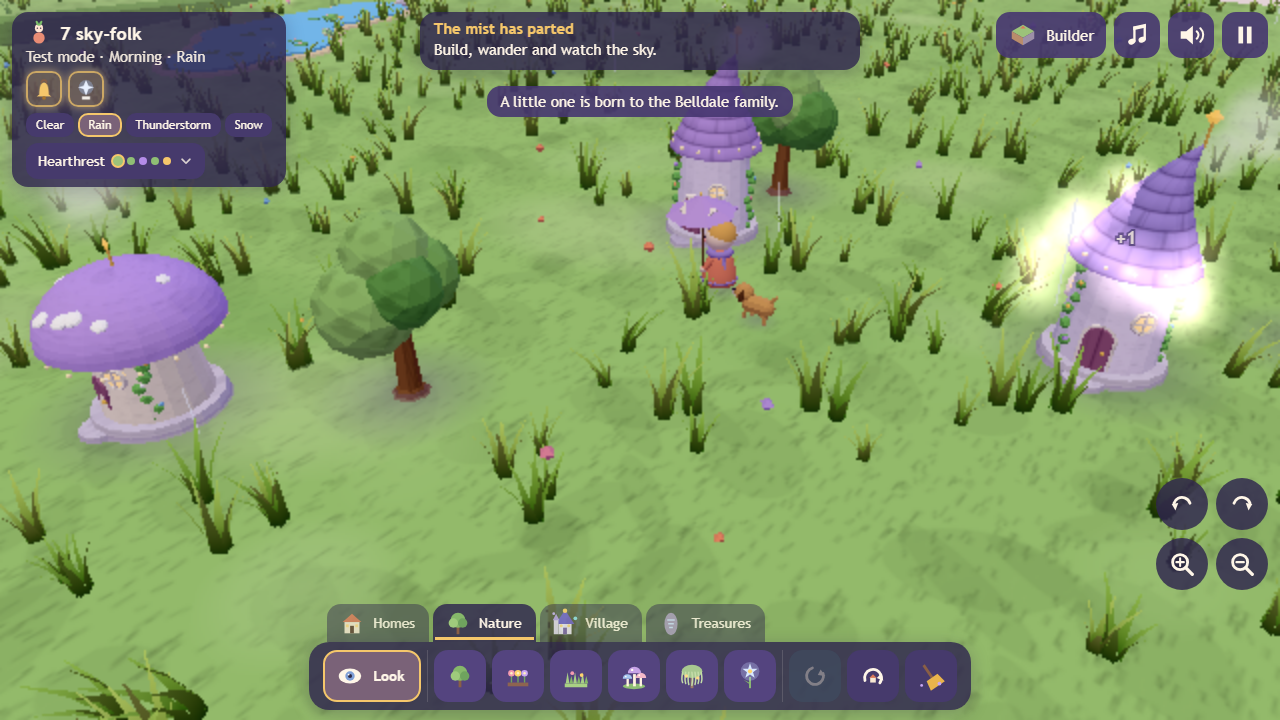 7 sky-folk
Test mode · Morning · Rain
Clear Rain Thunderstorm Snow
Hearthrest
The mist has parted
Build, wander and watch the sky.
Builder
A little one is born to the Belldale family.
+1
Homes Nature Village Treasures
Look